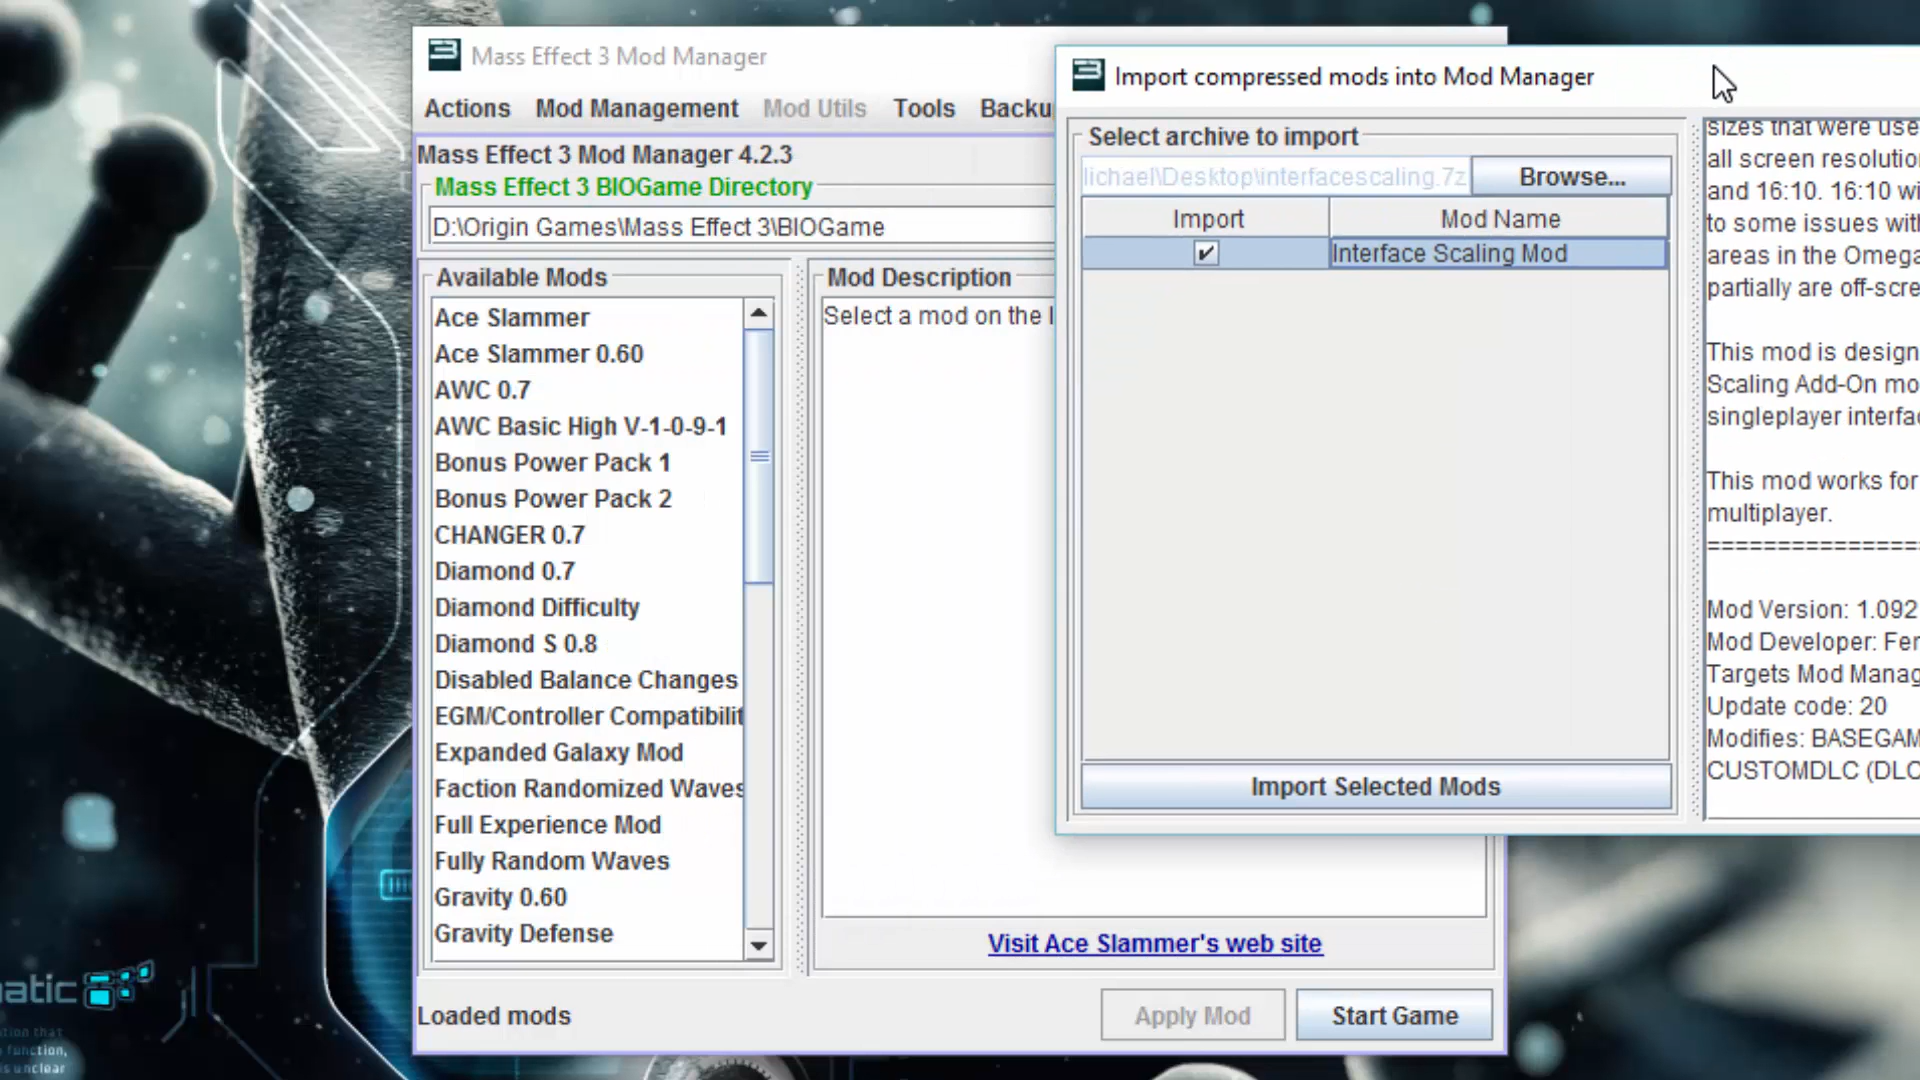 Mass Effect 3 Mod Manager
Actions Mod Management Mod Utils Tools Backu
Mass Effect 3 Mod Manager 4.2.3
Mass Effect 3 BIOGame Directory
D:\Origin Games\Mass Effect 3\BIOGame
Available Mods
Ace Slammer
Ace Slammer 0.60
AWC 0.7
AWC Basic High V-1-0-9-1
Bonus Power Pack 1
Bonus Power Pack 2
CHANGER 0.7
Diamond 0.7
Diamond Difficulty
Diamond S 0.8
Disabled Balance Changes
EGM/Controller Compatibilit
Expanded Galaxy Mod
Faction Randomized Waves
Full Experience Mod
Fully Random Waves
Gravity 0.60
Gravity Defense
Mod Description
Select a mod on the l
Visit Ace Slammer's web site
Loaded mods
Apply Mod
Start Game
Import compressed mods into Mod Manager
Select archive to import
lichael\Desktop\interfacescaling.7z
Browse...
Import Mod Name
Interface Scaling Mod
Import Selected Mods
sizes that were use
all screen resolution
and 16:10. 16:10 wi
to some issues with
areas in the Omega
partially are off-scre
This mod is design
Scaling Add-On mo
singleplayer interfac
This mod works for
multiplayer.
================
Mod Version: 1.092
Mod Developer: Fer
Targets Mod Manag
Update code: 20
Modifies: BASEGAM
CUSTOMDLC (DLC
atic
tion that
function,
s unclear